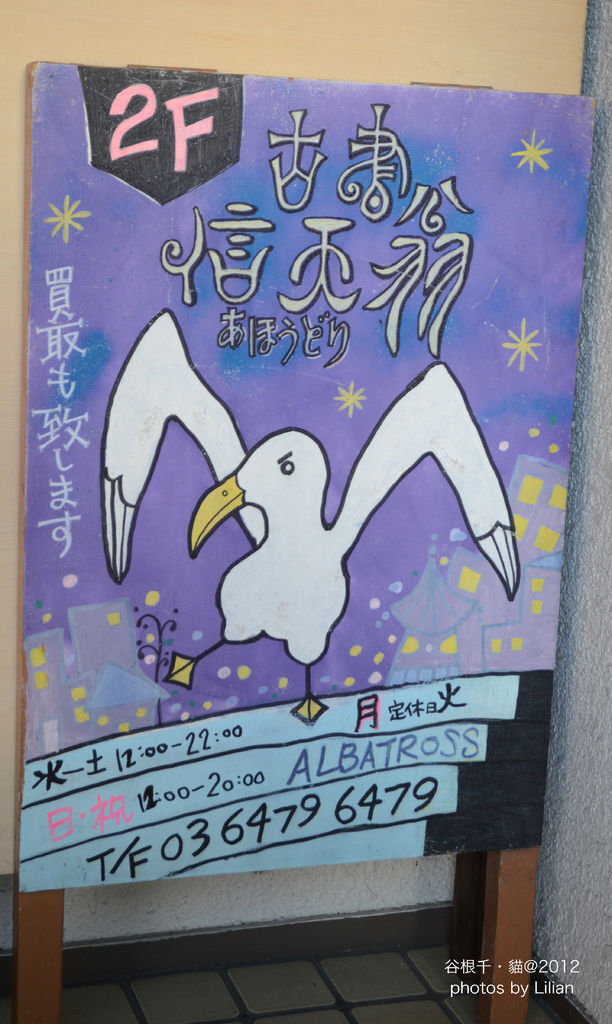 2F
古書
信天翁
あほうどり
買取も致します
月定休日火
水－土 12:00-22:00
ALBATROSS
日・祝 12:00-20:00
T/F 03 6479 6479
谷根千・貓@2012
photos by Lilian